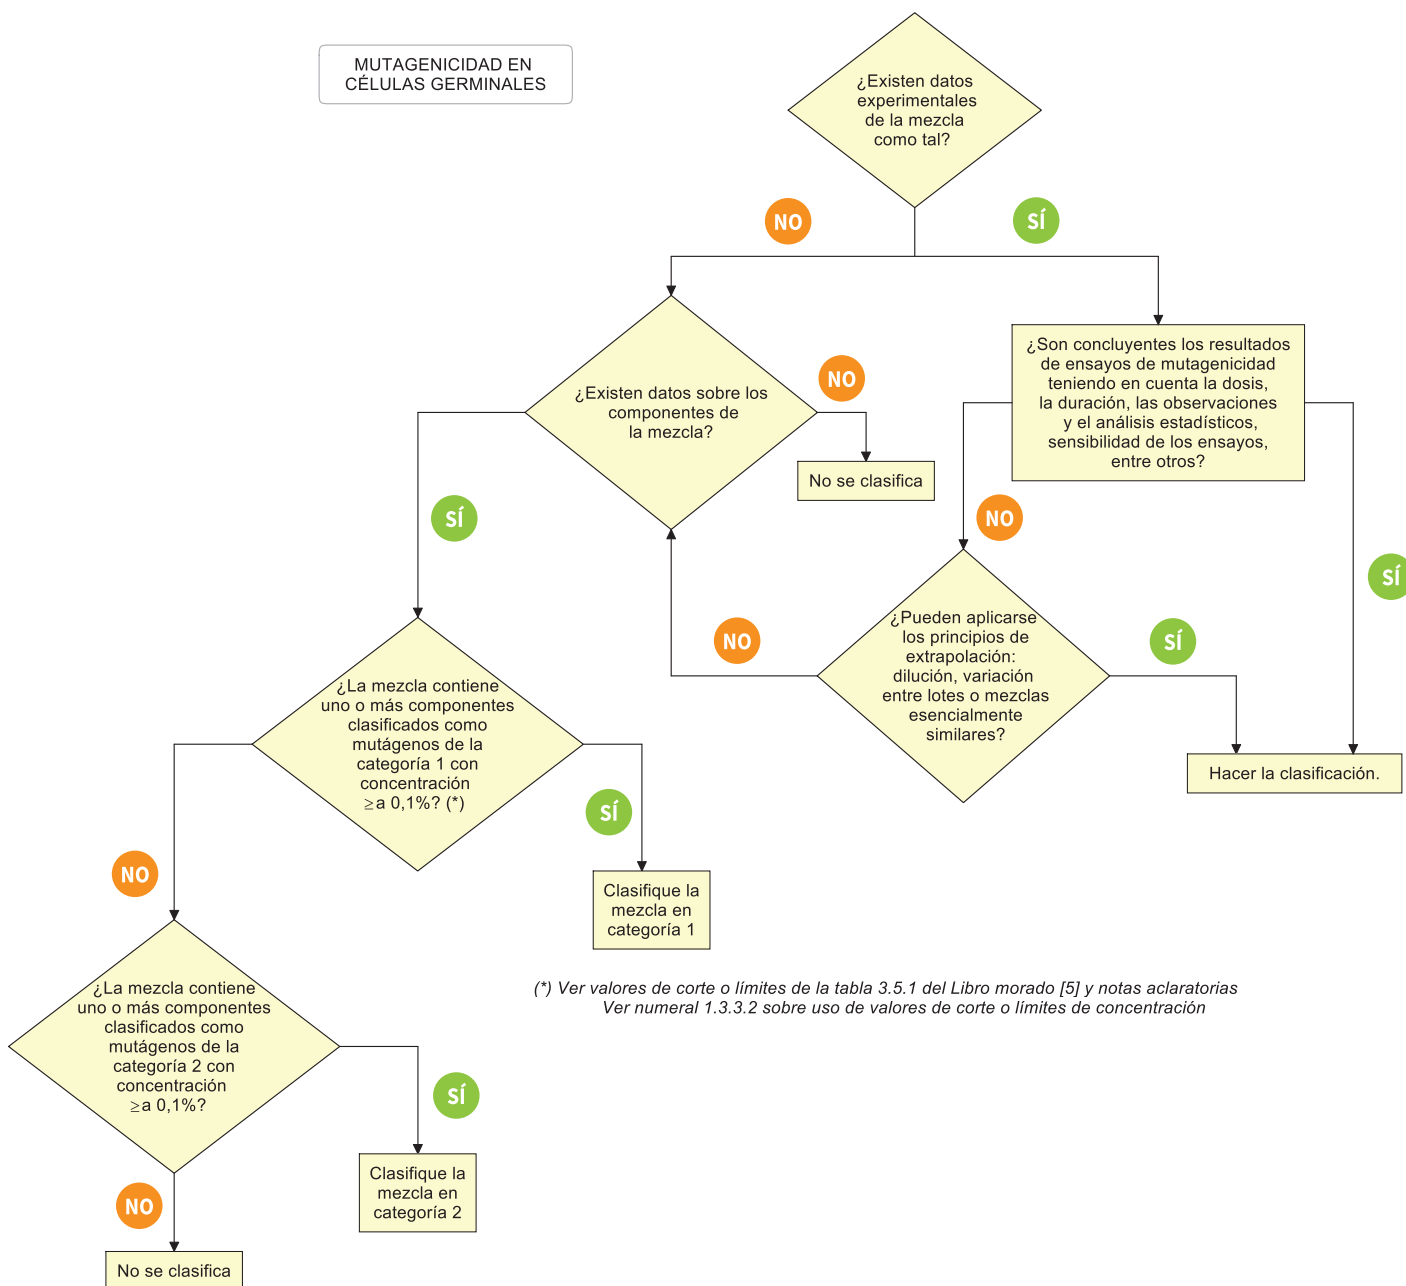 MUTAGENICIDAD EN
CÉLULAS GERMINALES
¿Existen datos
experimentales
de la mezcla
como tal?
NO
SÍ
¿Existen datos sobre los
componentes de
la mezcla?
NO
No se clasifica
SÍ
¿Son concluyentes los resultados
de ensayos de mutagenicidad
teniendo en cuenta la dosis,
la duración, las observaciones
y el análisis estadísticos,
sensibilidad de los ensayos,
entre otros?
NO
SÍ
¿Pueden aplicarse
los principios de
extrapolación:
dilución, variación
entre lotes o mezclas
esencialmente
similares?
NO
SÍ
Hacer la clasificación.
¿La mezcla contiene
uno o más componentes
clasificados como
mutágenos de la
categoría 1 con
concentración
≥a 0,1%? (*)
SÍ
NO
Clasifique la
mezcla en
categoría 1
(*) Ver valores de corte o límites de la tabla 3.5.1 del Libro morado [5] y notas aclaratorias
Ver numeral 1.3.3.2 sobre uso de valores de corte o límites de concentración
¿La mezcla contiene
uno o más componentes
clasificados como
mutágenos de la
categoría 2 con
concentración
≥a 0,1%?
SÍ
Clasifique la
mezcla en
categoría 2
NO
No se clasifica